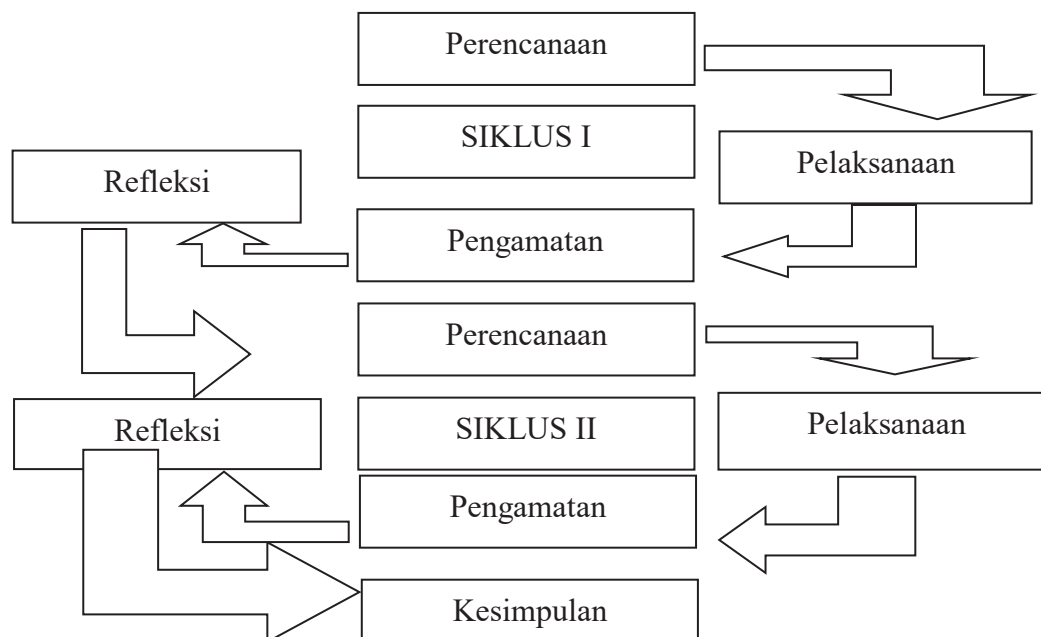 Perencanaan
SIKLUS I
Pelaksanaan
Refleksi
Pengamatan
Perencanaan
Refleksi
SIKLUS II
Pelaksanaan
Pengamatan
Kesimpulan